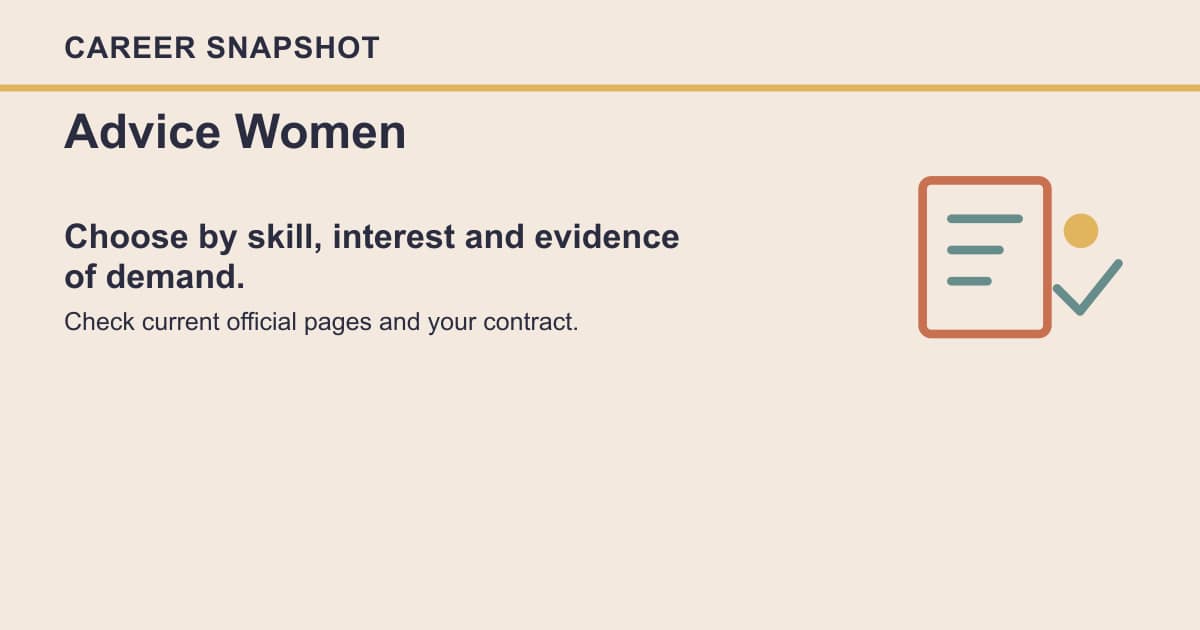 CAREER SNAPSHOT
Advice Women
Choose by skill, interest and evidence
of demand.
Check current official pages and your contract.